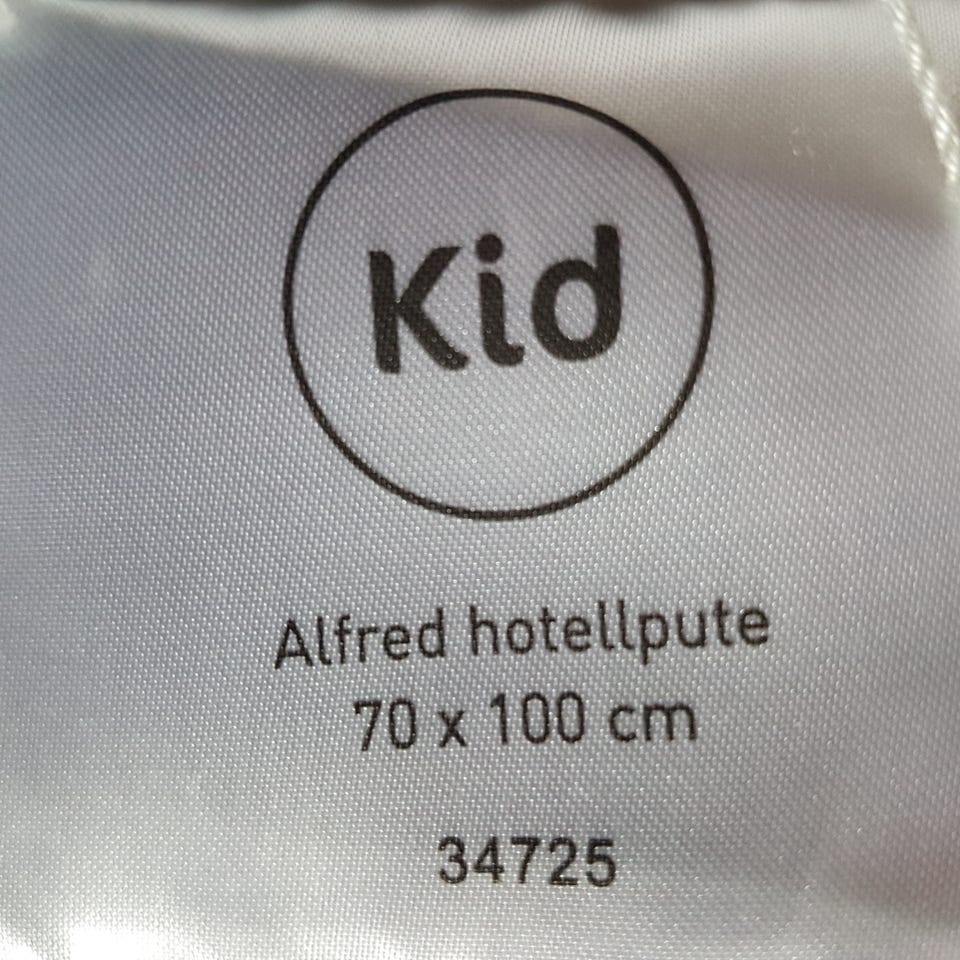 Kid
Alfred hotellpute
70 x 100 cm
34725